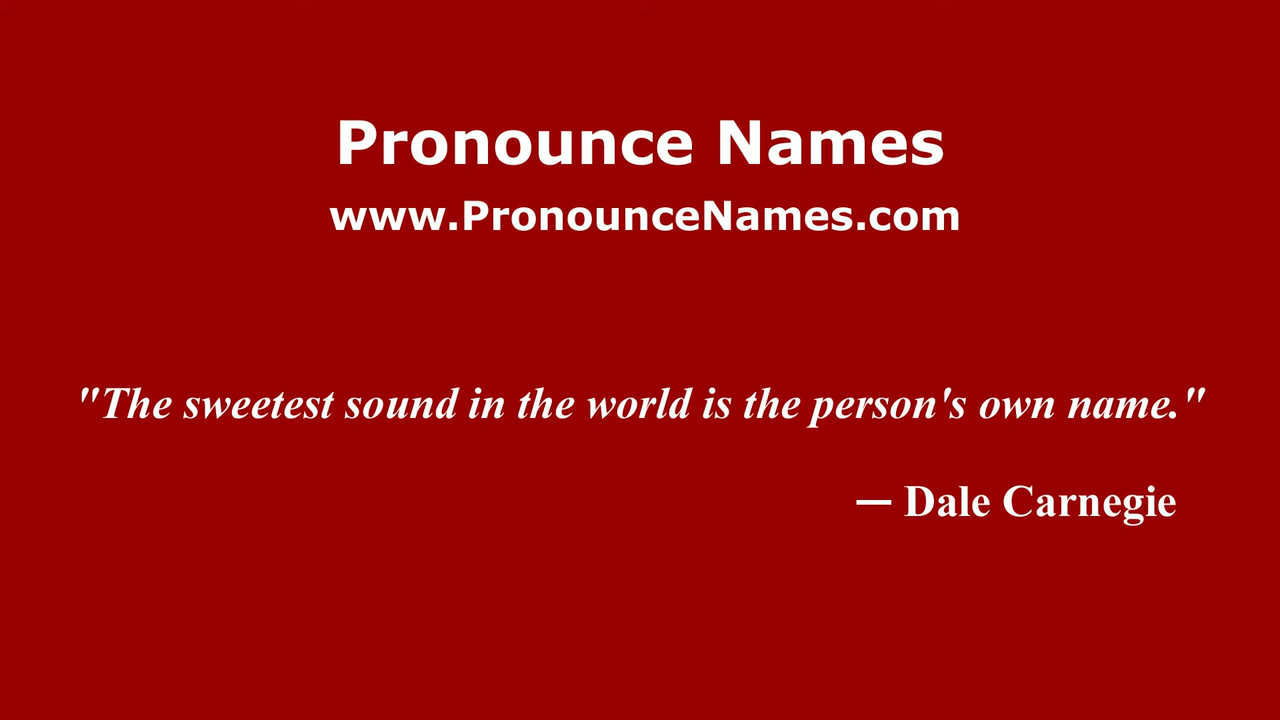 Pronounce Names
www.PronounceNames.com
"The sweetest sound in the world is the person's own name."
— Dale Carnegie